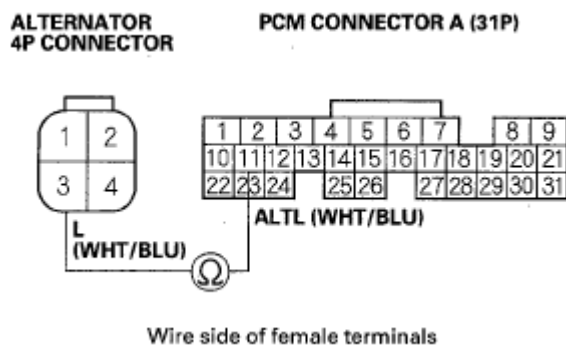 ALTERNATOR
4P CONNECTOR
PCM CONNECTOR A (31P)
1 2
3 4
1 2 3 4 5 6 7 8 9
10 11 12 13 14 15 16 17 18 19 20 21
22 23 24 25 26 27 28 29 30 31
L
(WHT/BLU)
ALTL (WHT/BLU)
Ω
Wire side of female terminals